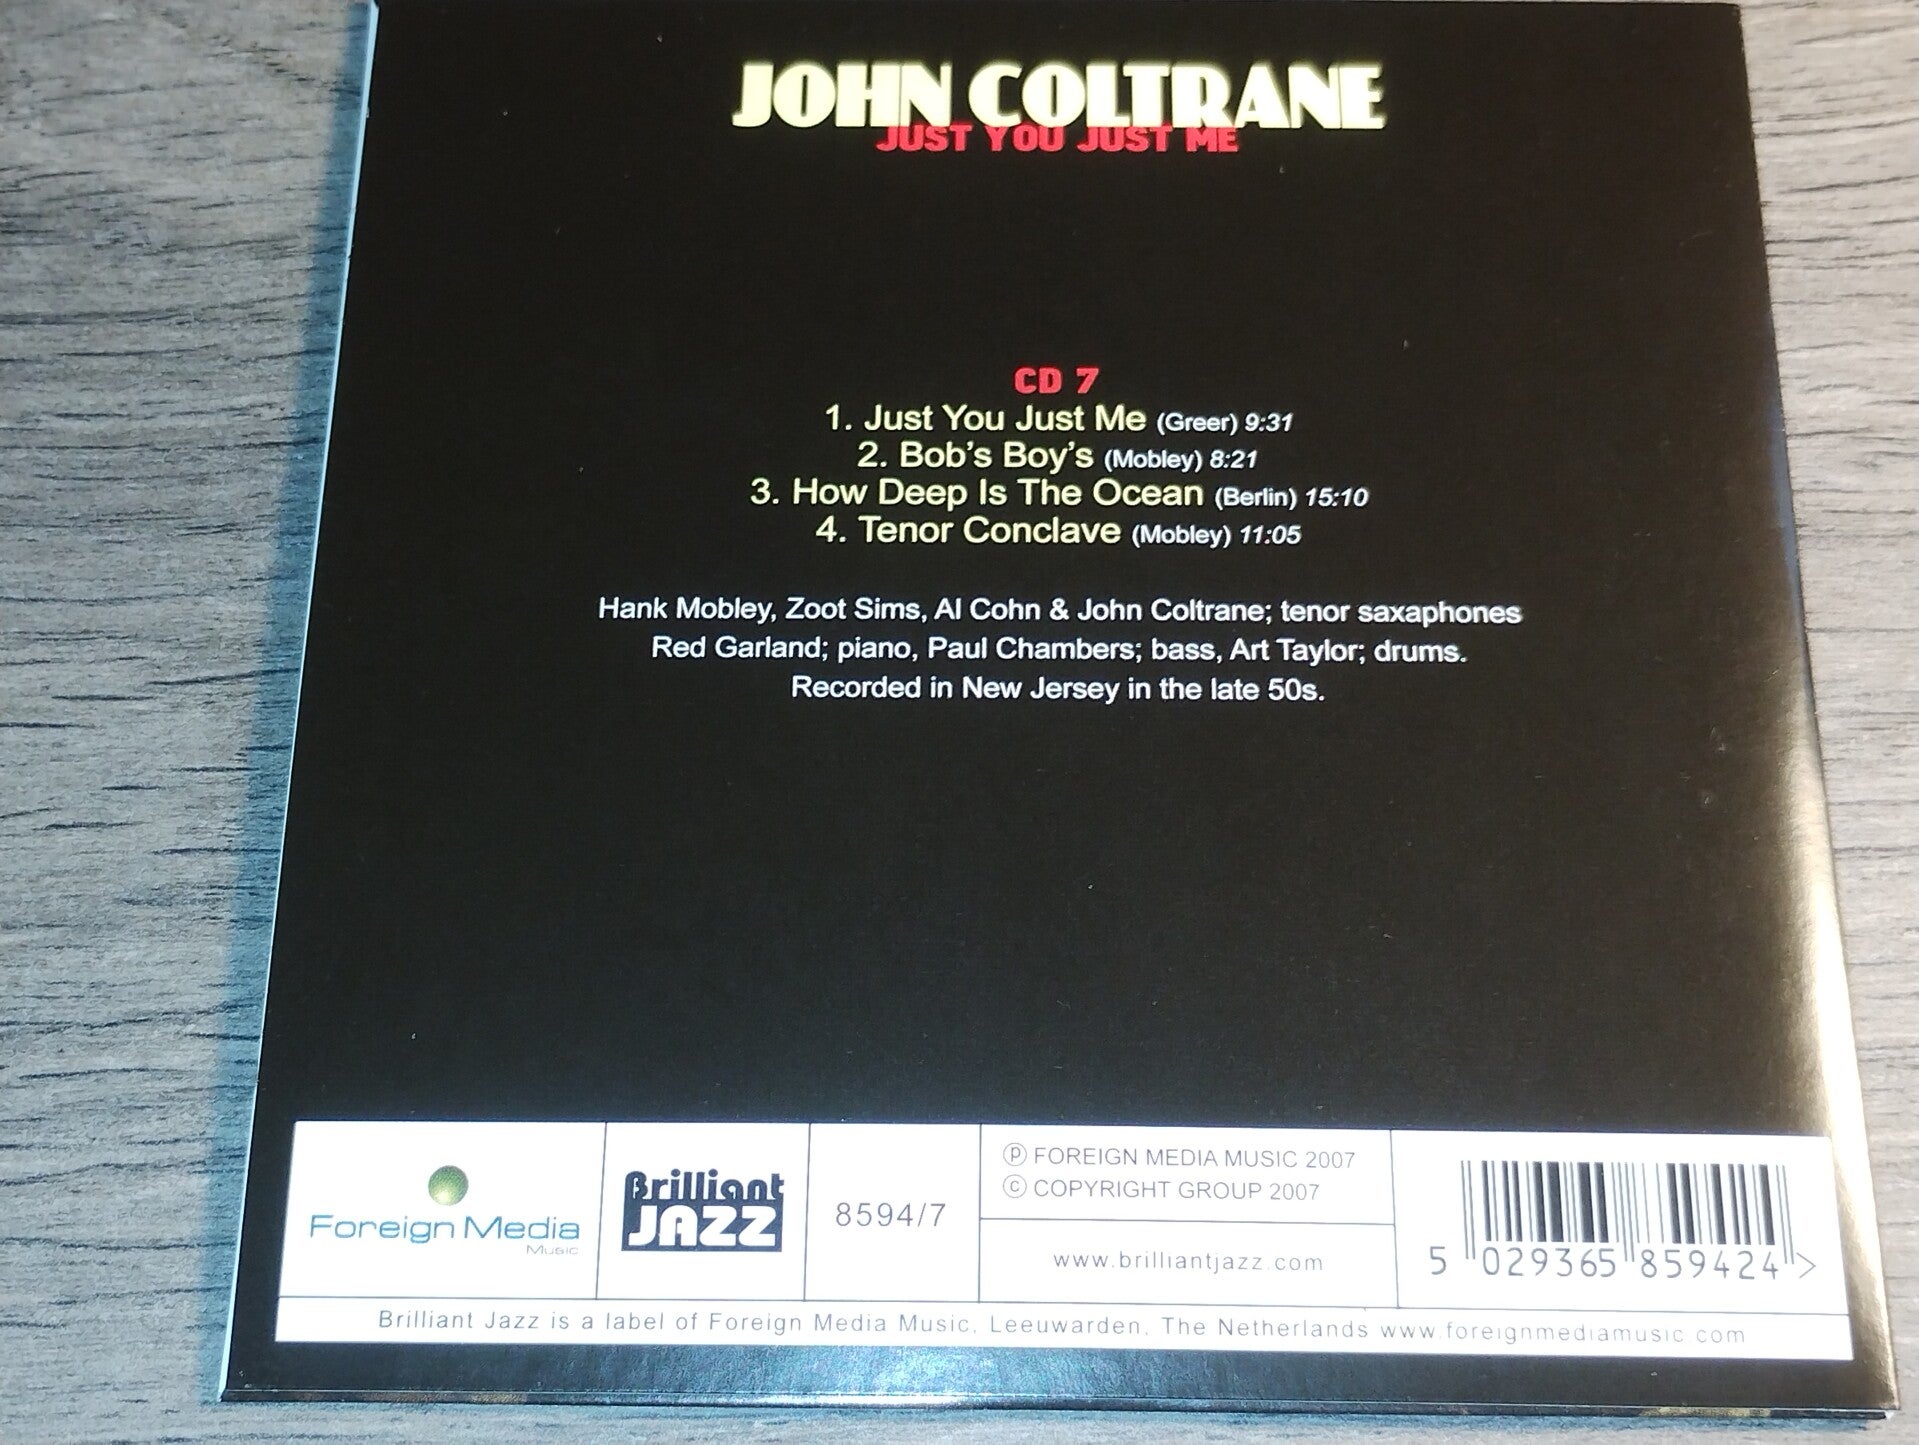 JOHN COLTRANE
JUST YOU JUST ME
CD 7
1. Just You Just Me (Greer) 9:31
2. Bob's Boy's (Mobley) 8:21
3. How Deep Is The Ocean (Berlin) 15:10
4. Tenor Conclave (Mobley) 11:05
Hank Mobley, Zoot Sims, Al Cohn & John Coltrane; tenor saxaphones
Red Garland; piano, Paul Chambers; bass, Art Taylor; drums.
Recorded in New Jersey in the late 50s.
Foreign Media
Music
Brilliant
JAZZ
8594/7
℗ FOREIGN MEDIA MUSIC 2007
© COPYRIGHT GROUP 2007
www.brilliantjazz.com
5 029365 859424 >
Brilliant Jazz is a label of Foreign Media Music, Leeuwarden, The Netherlands www.foreignmediamusic.com